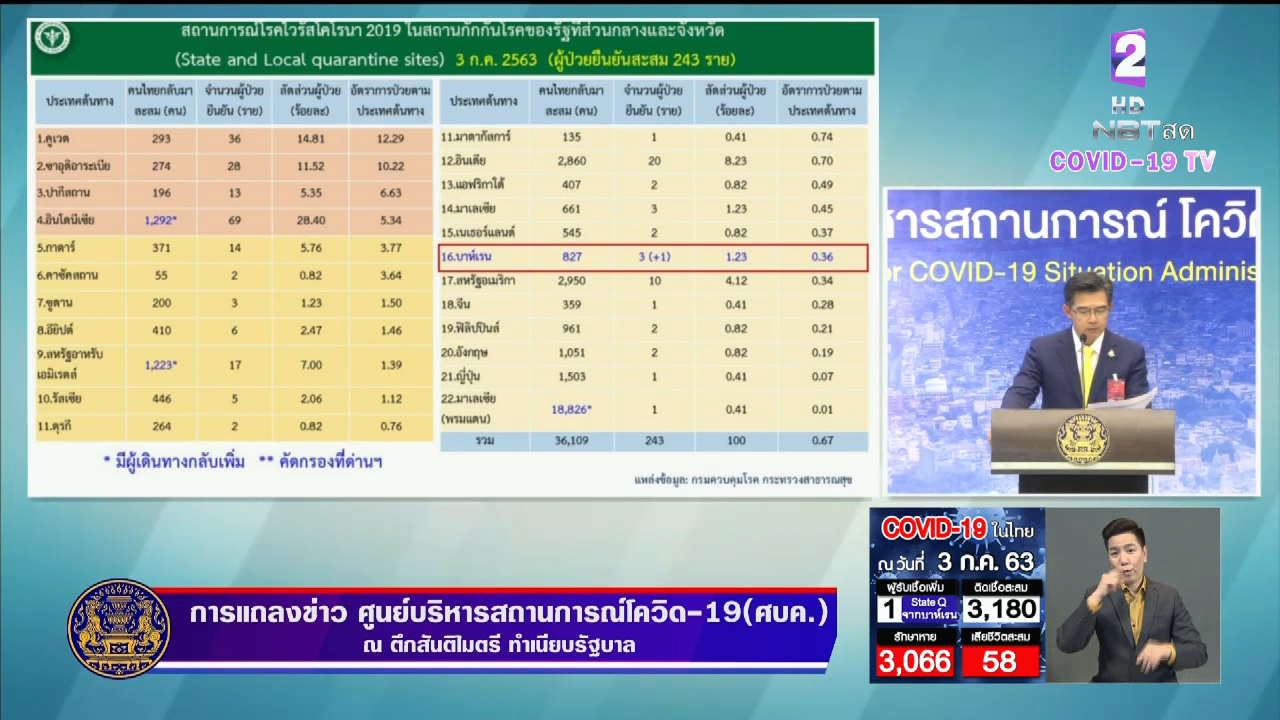 สถานการณ์โรคไวรัสโคโรนา 2019 ในสถานกักกันโรคของรัฐที่ส่วนกลางและจังหวัด
(State and Local quarantine sites) 3 ก.ค. 2563 (ผู้ป่วยยืนยันสะสม 243 ราย)
ประเทศต้นทาง คนไทยกลับมาสะสม (คน) จำนวนผู้ป่วยยืนยัน (ราย) สัดส่วนผู้ป่วย (ร้อยละ) อัตราการป่วยตามประเทศต้นทาง
1.คูเวต 293 36 14.81 12.29
2.ซาอุดิอาระเบีย 274 28 11.52 10.22
3.ปากีสถาน 196 13 5.35 6.63
4.อินโดนีเซีย 1,292* 69 28.40 5.34
5.กาตาร์ 371 14 5.76 3.77
6.คาซัคสถาน 55 2 0.82 3.64
7.ซูดาน 200 3 1.23 1.50
8.อียิปต์ 410 6 2.47 1.46
9.สหรัฐอาหรับเอมิเรตส์ 1,223* 17 7.00 1.39
10.รัสเซีย 446 5 2.06 1.12
11.ตุรกี 264 2 0.82 0.76
ประเทศต้นทาง คนไทยกลับมาสะสม (คน) จำนวนผู้ป่วยยืนยัน (ราย) สัดส่วนผู้ป่วย (ร้อยละ) อัตราการป่วยตามประเทศต้นทาง
11.มาดากัสการ์ 135 1 0.41 0.74
12.อินเดีย 2,860 20 8.23 0.70
13.แอฟริกาใต้ 407 2 0.82 0.49
14.มาเลเซีย 661 3 1.23 0.45
15.เนเธอร์แลนด์ 545 2 0.82 0.37
16.บาห์เรน 827 3 (+1) 1.23 0.36
17.สหรัฐอเมริกา 2,950 10 4.12 0.34
18.จีน 359 1 0.41 0.28
19.ฟิลิปปินส์ 961 2 0.82 0.21
20.อังกฤษ 1,051 2 0.82 0.19
21.ญี่ปุ่น 1,503 1 0.41 0.07
22.มาเลเซีย (พรมแดน) 18,826* 1 0.41 0.01
รวม 36,109 243 100 0.67
* มีผู้เดินทางกลับเพิ่ม ** คัดกรองที่ด่านฯ
แหล่งข้อมูล: กรมควบคุมโรค กระทรวงสาธารณสุข
2
HD
NBTสด
COVID-19 TV
หารสถานการณ์ โควิด
or COVID-19 Situation Adminis
การแถลงข่าว ศูนย์บริหารสถานการณ์โควิด-19(ศบค.)
ณ ตึกสันติไมตรี ทำเนียบรัฐบาล
COVID-19 ในไทย
ณ วันที่ 3 ก.ค. 63
ผู้ติดเชื้อเพิ่ม ติดเชื้อสะสม
1 State Q จากบาห์เรน 3,180
รักษาหาย เสียชีวิตสะสม
3,066 58